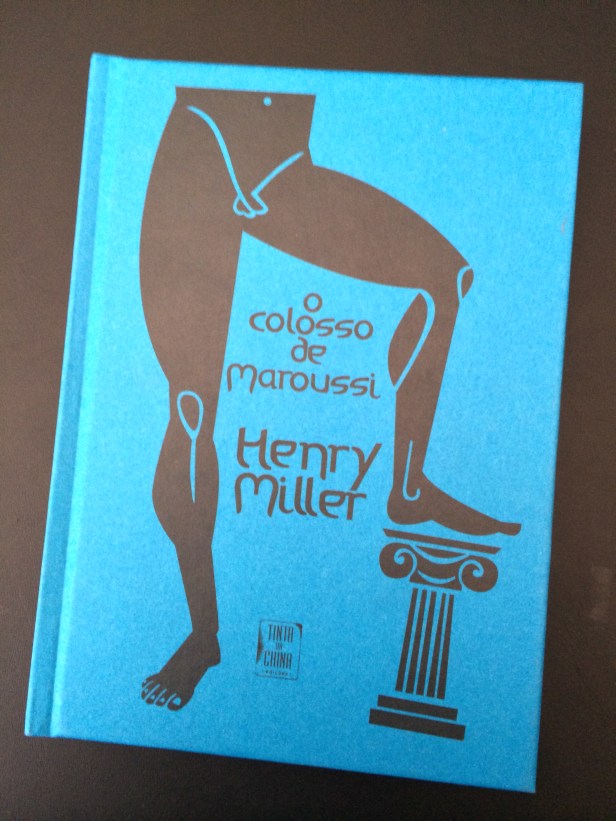 O
colosso
de
Maroussi
Henry
Miller
TINTA
DA
CHINA